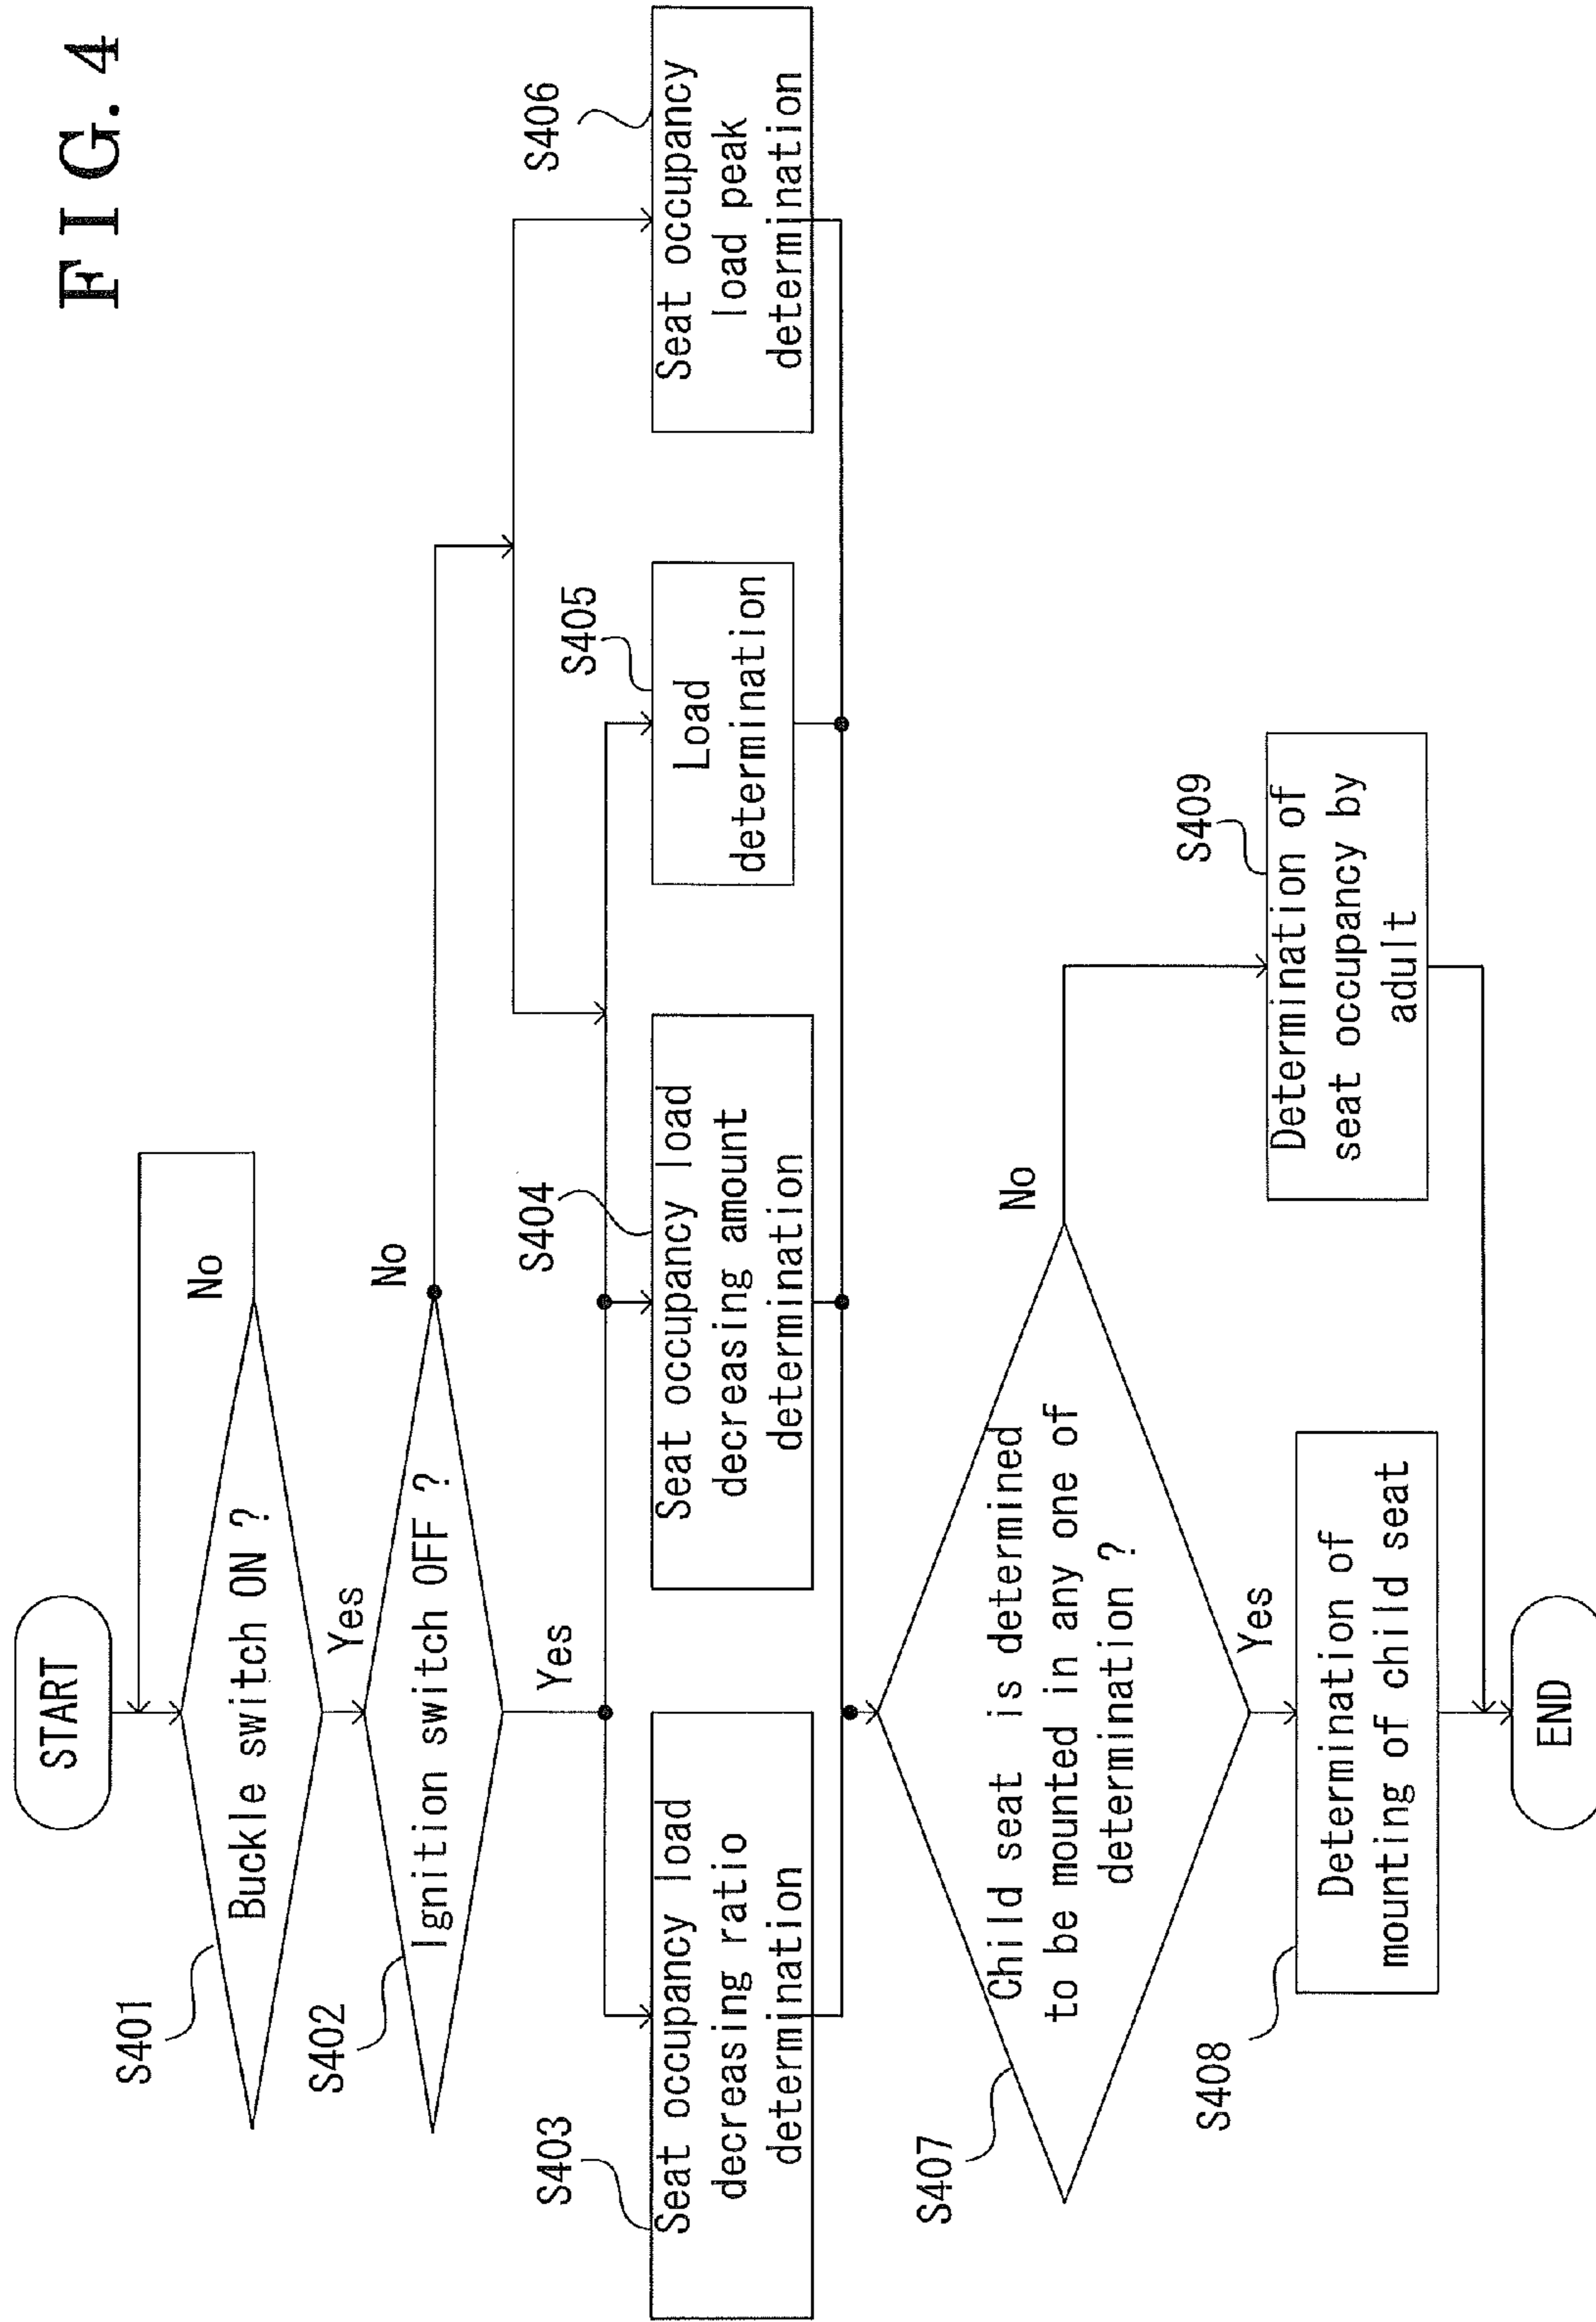 F I G. 4
START
S401
Buckle switch ON ?
No
Yes
S402
Ignition switch OFF ?
No
Yes
S403
Seat occupancy load
decreasing ratio
determination
S404
Seat occupancy load
decreasing amount
determination
S405
Load
determination
S406
Seat occupancy
load peak
determination
S407
Child seat is determined
to be mounted in any one of
determination ?
No
Yes
S408
Determination of
mounting of child seat
S409
Determination of
seat occupancy by
adult
END